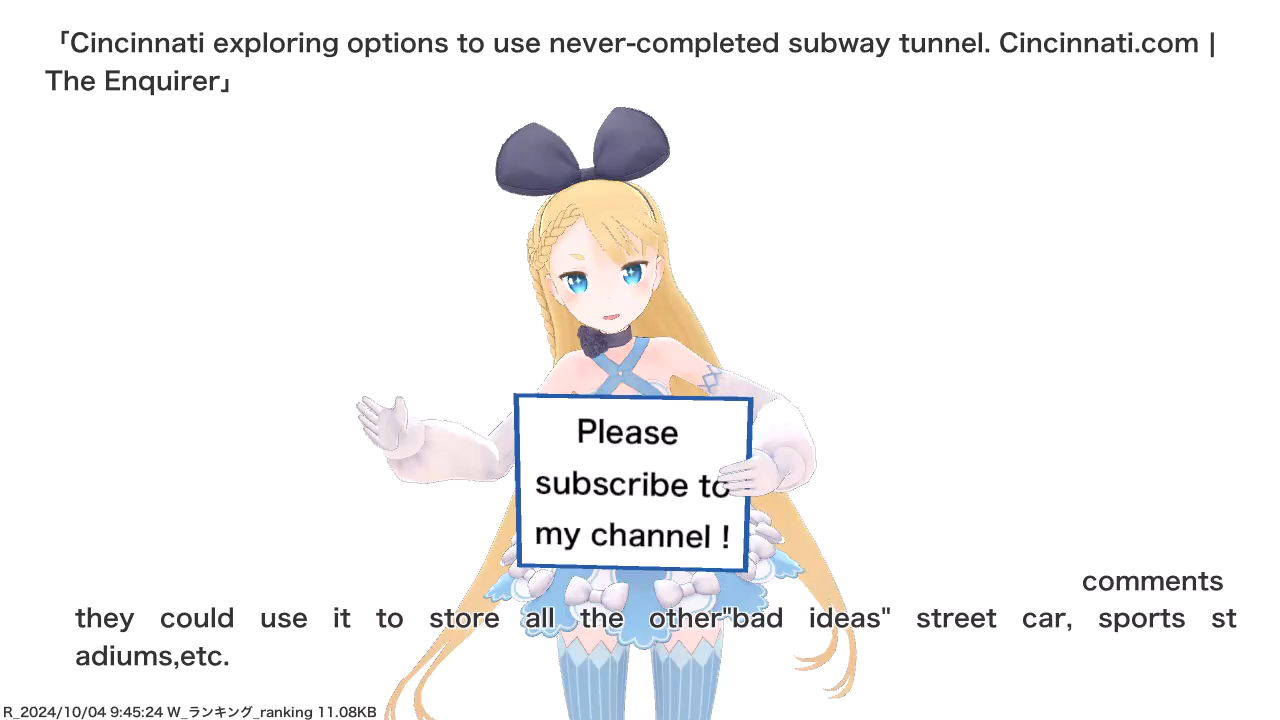 「Cincinnati exploring options to use never-completed subway tunnel. Cincinnati.com |
The Enquirer」
Please
subscribe to
my channel !
comments
they could use it to store all the other"bad ideas" street car, sports st
adiums,etc.
R_2024/10/04 9:45:24 W_ランキング_ranking 11.08KB